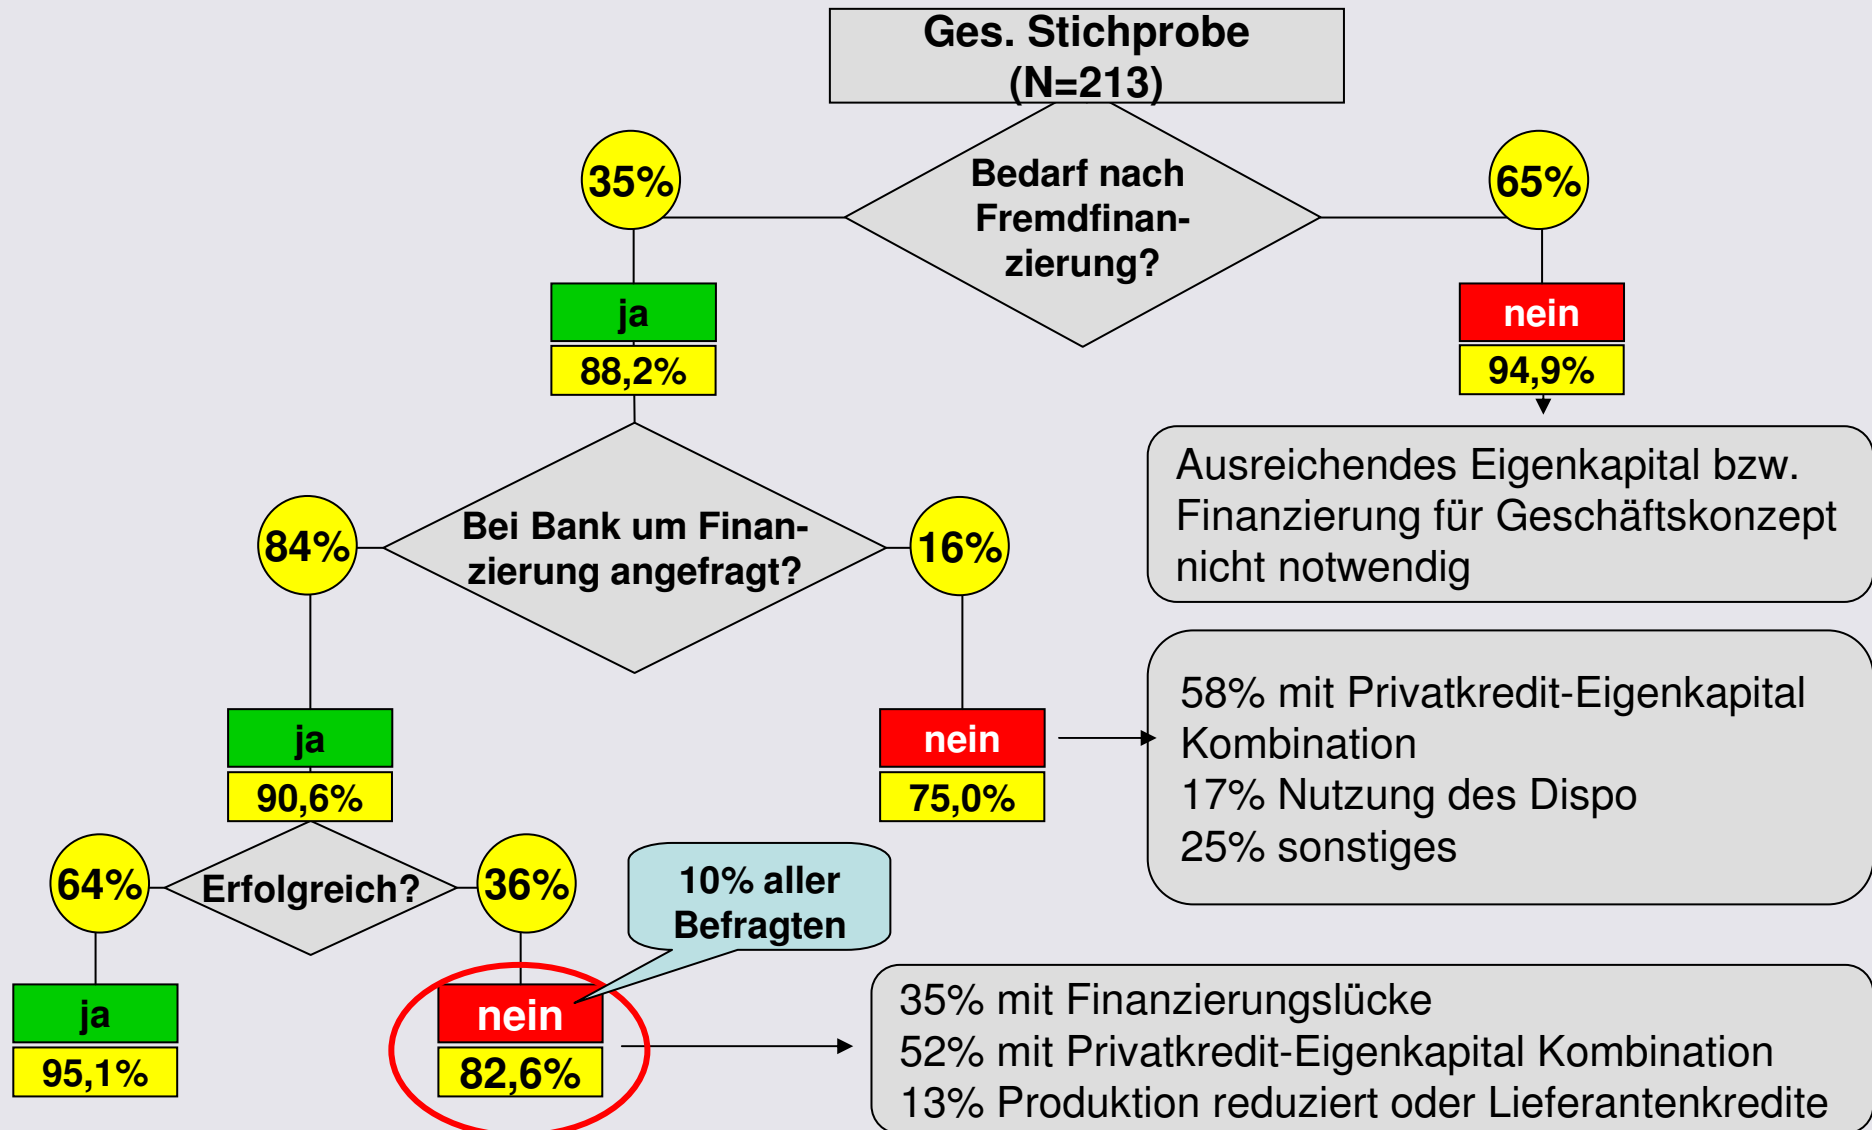 Ges. Stichprobe
(N=213)
35%
Bedarf nach
Fremdfinan-
zierung?
65%
ja
88,2%
nein
94,9%
Ausreichendes Eigenkapital bzw.
Finanzierung für Geschäftskonzept
nicht notwendig
84%
Bei Bank um Finan-
zierung angefragt?
16%
ja
90,6%
nein
75,0%
58% mit Privatkredit-Eigenkapital
Kombination
17% Nutzung des Dispo
25% sonstiges
64%
Erfolgreich?
36%
10% aller
Befragten
ja
95,1%
nein
82,6%
35% mit Finanzierungslücke
52% mit Privatkredit-Eigenkapital Kombination
13% Produktion reduziert oder Lieferantenkredite